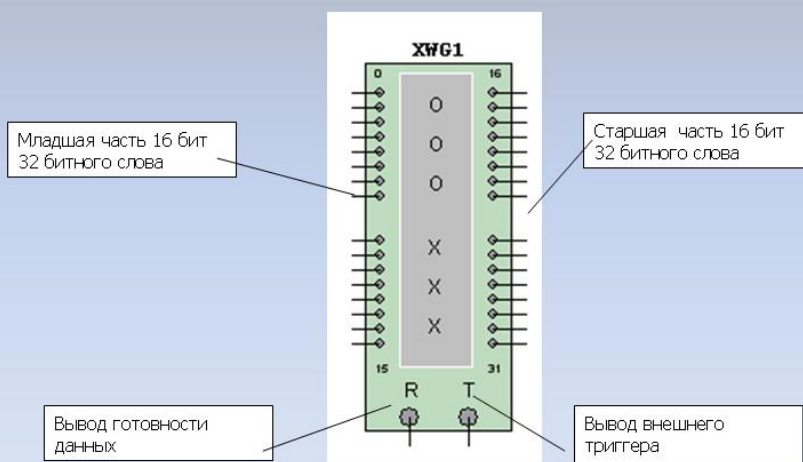 XWG1
0
16
O
O
O
X
X
X
15
31
R
T
Младшая часть 16 бит
32 битного слова
Старшая часть 16 бит
32 битного слова
Вывод готовности
данных
Вывод внешнего
триггера